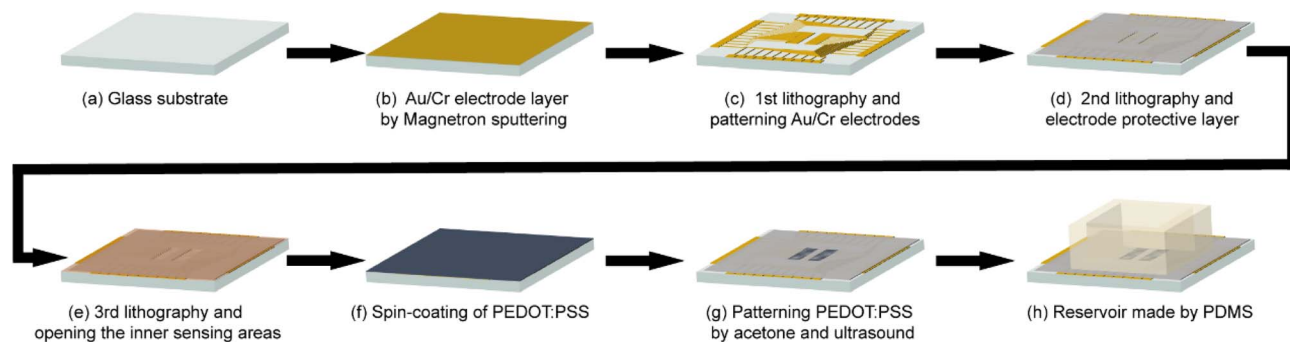 (a) Glass substrate
(b) Au/Cr electrode layer
by Magnetron sputtering
(c) 1st lithography and
patterning Au/Cr electrodes
(d) 2nd lithography and
electrode protective layer
(e) 3rd lithography and
opening the inner sensing areas
(f) Spin-coating of PEDOT:PSS
(g) Patterning PEDOT:PSS
by acetone and ultrasound
(h) Reservoir made by PDMS